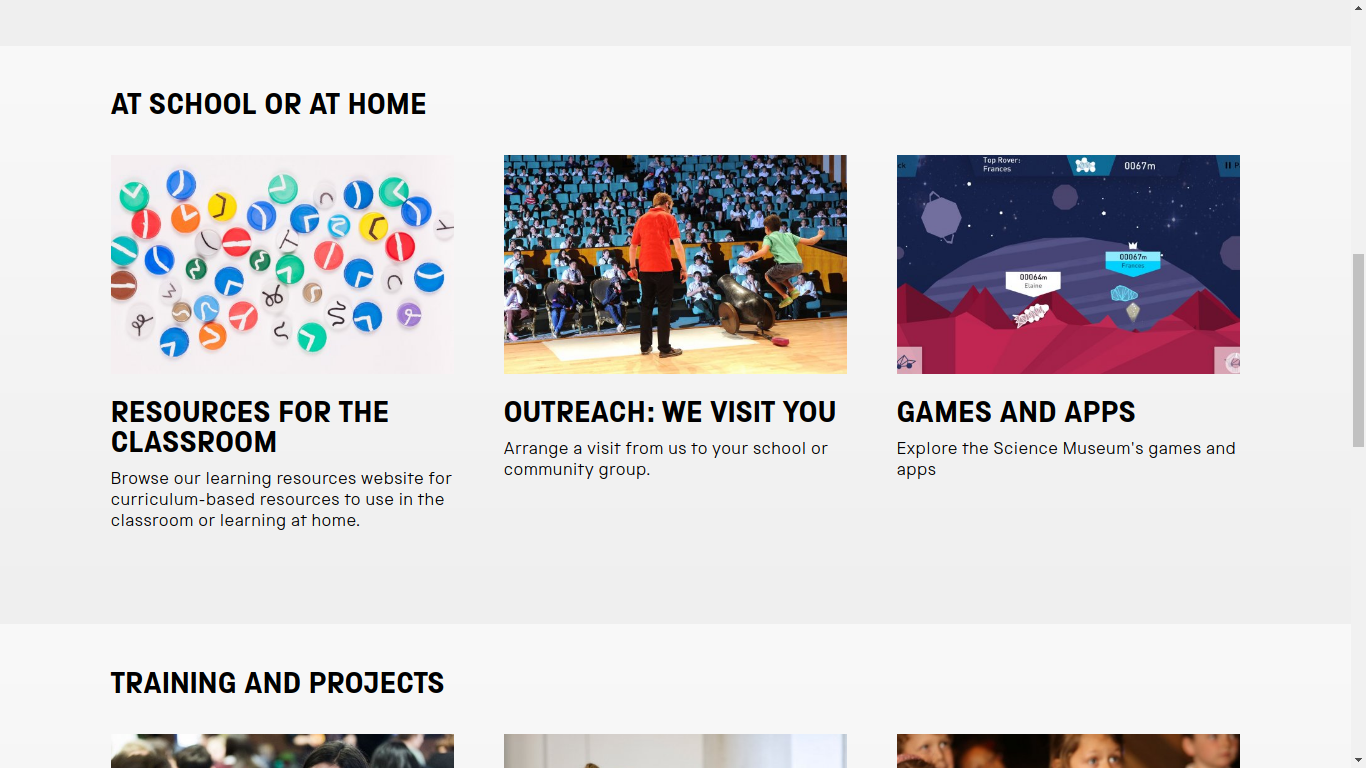 AT SCHOOL OR AT HOME
Top Rover:
Frances
0067m
00067m
Frances
00064m
Elaine
RESOURCES FOR THE
CLASSROOM
Browse our learning resources website for
curriculum-based resources to use in the
classroom or learning at home.
OUTREACH: WE VISIT YOU
Arrange a visit from us to your school or
community group.
GAMES AND APPS
Explore the Science Museum's games and
apps
TRAINING AND PROJECTS